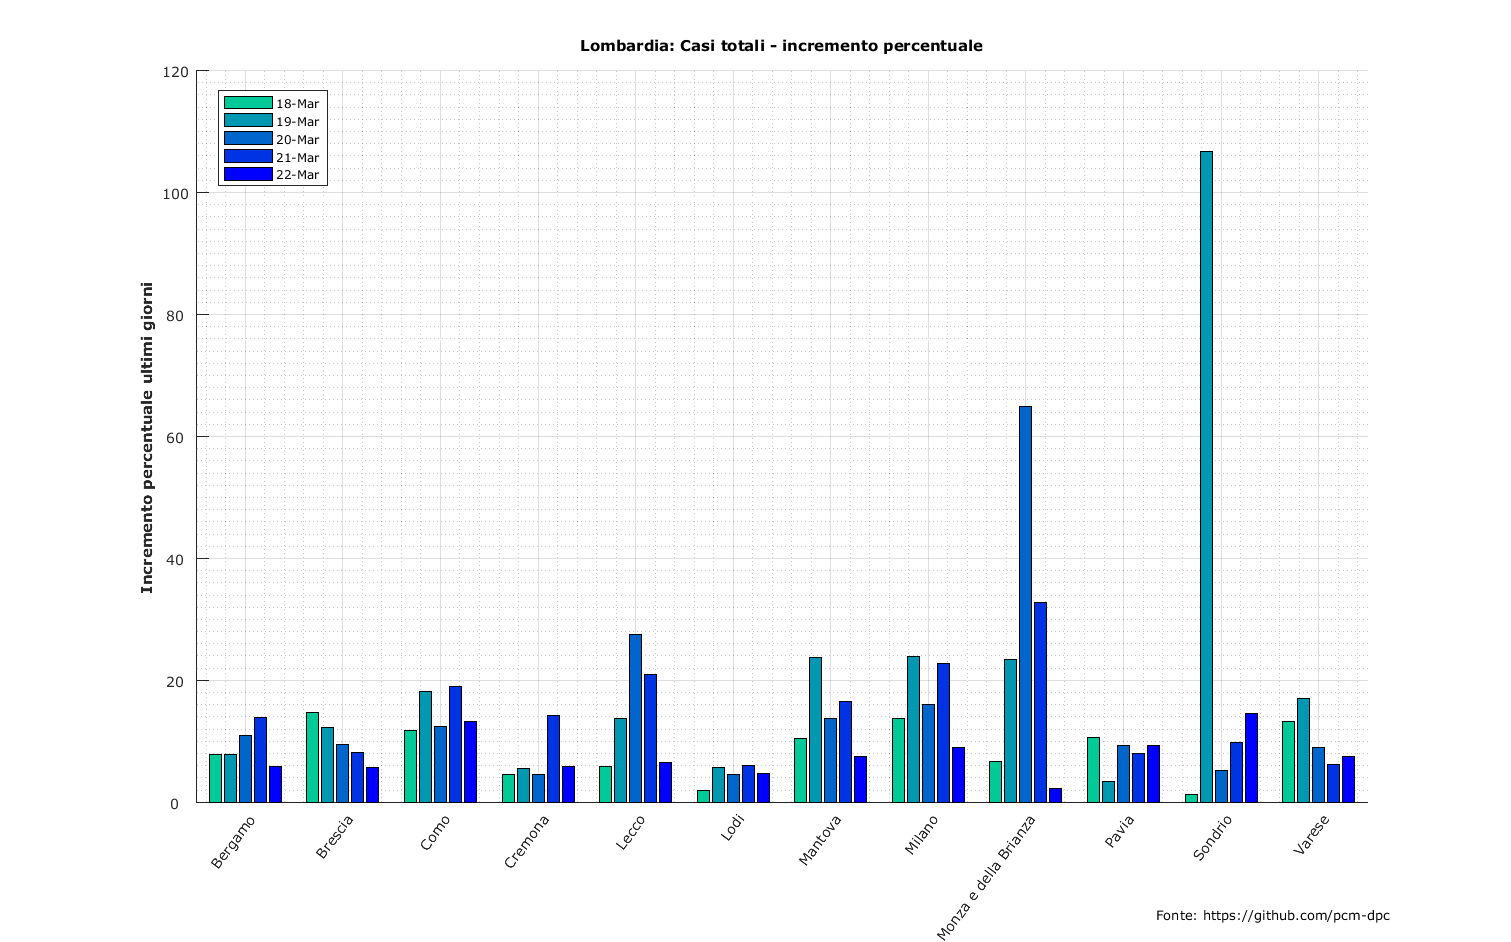 Lombardia: Casi totali - incremento percentuale
120
100
80
60
40
20
0
Incremento percentuale ultimi giorni
18-Mar
19-Mar
20-Mar
21-Mar
22-Mar
Bergamo
Brescia
Como
Cremona
Lecco
Lodi
Mantova
Milano
Monza e della Brianza
Pavia
Sondrio
Varese
Fonte: https://github.com/pcm-dpc